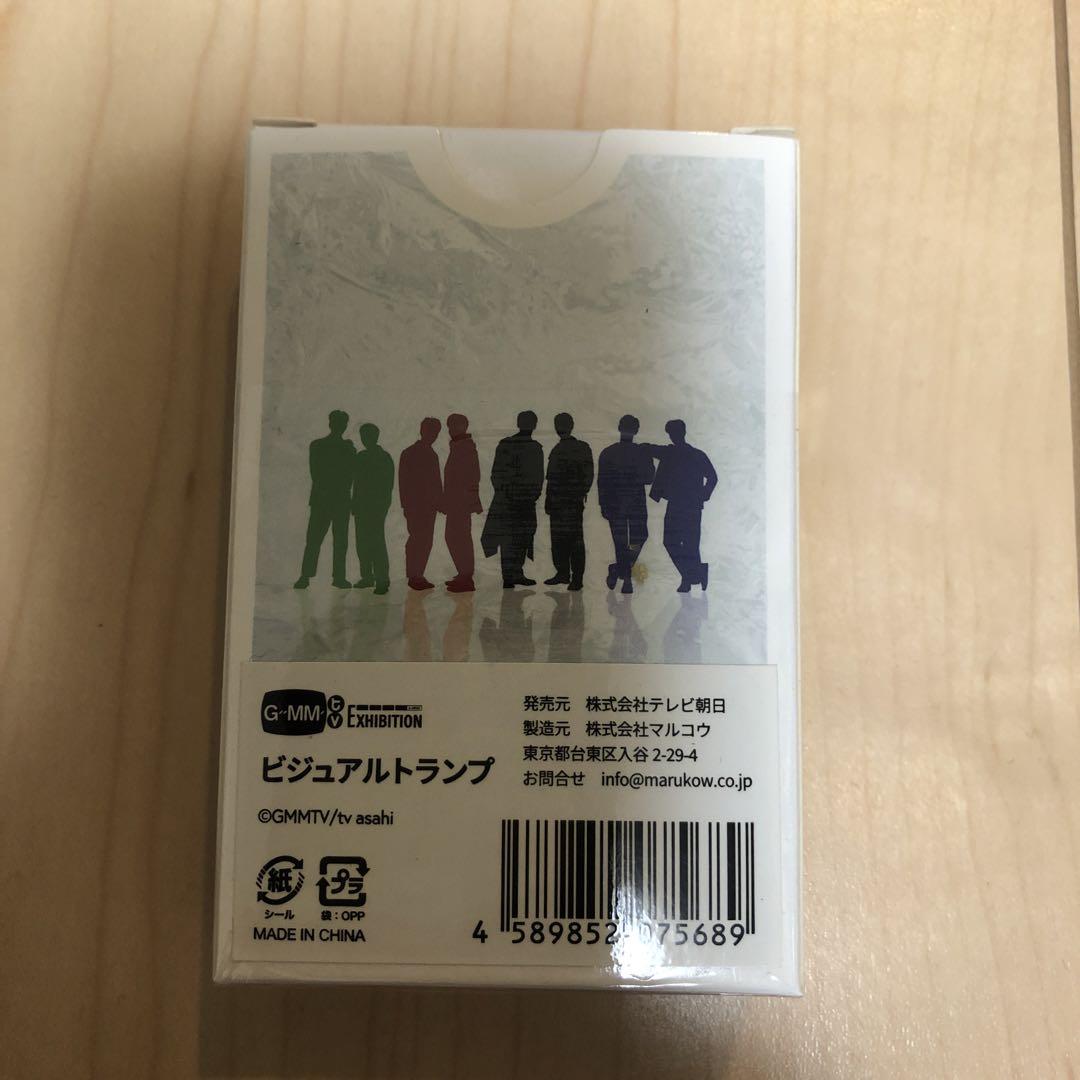 G"MM' tv EXHIBITION
ビジュアルトランプ
©GMMTV/tv asahi
紙
シール
プラ
袋：OPP
MADE IN CHINA
発売元　株式会社テレビ朝日
製造元　株式会社マルコウ
東京都台東区入谷 2-29-4
お問合せ　info@marukow.co.jp
4 589852 075689